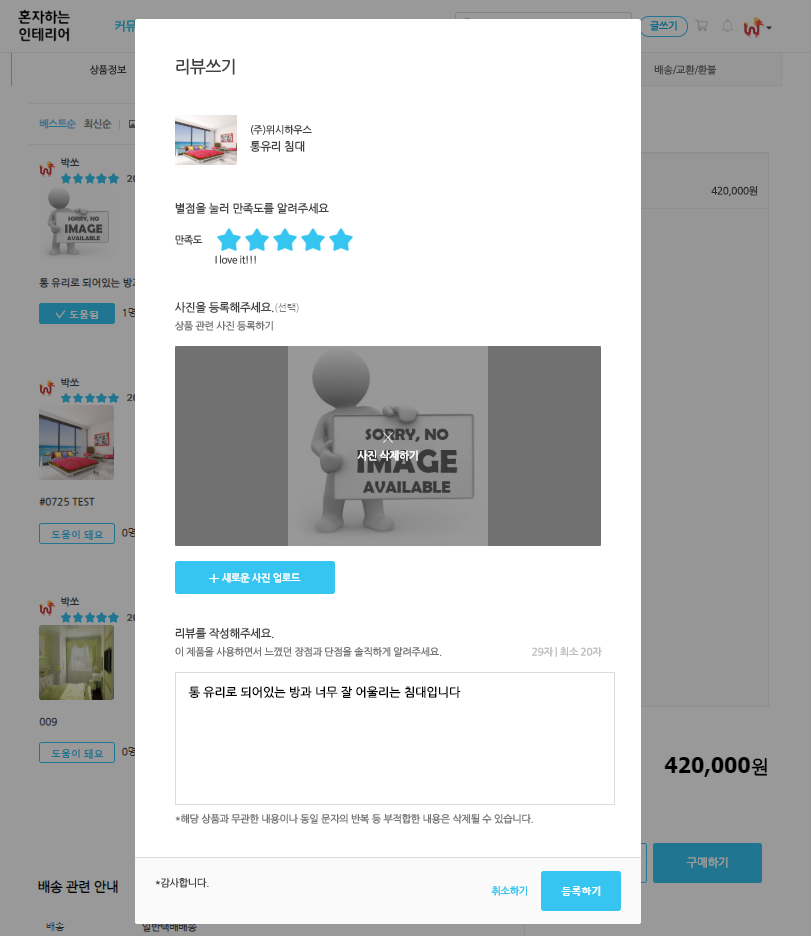 혼자하는
인테리어
커뮤
글쓰기
상품정보
배송/교환/환불
베스트순 최신순
리뷰쓰기
(주)위시하우스
통유리 침대
박쏘
20
420,000원
별점을 눌러 만족도를 알려주세요
만족도
I love it!!!
SORRY, NO
IMAGE
AVAILABLE
통 유리로 되어있는 방과
도움됨
1명
사진을 등록해주세요.(선택)
상품 관련 사진 등록하기
SORRY, NO
IMAGE
AVAILABLE
사진 삭제하기
박쏘
20
#0725 TEST
도움이 돼요
0명
새로운 사진 업로드
박쏘
20
리뷰를 작성해주세요.
이 제품을 사용하면서 느꼈던 장점과 단점을 솔직하게 알려주세요.
29자 | 최소 20자
통 유리로 되어있는 방과 너무 잘 어울리는 침대입니다
009
도움이 돼요
0명
420,000원
*해당 상품과 무관한 내용이나 동일 문자의 반복 등 부적합한 내용은 삭제될 수 있습니다.
구매하기
*감사합니다.
취소하기
등록하기
배송 관련 안내
배송
일반택배배송